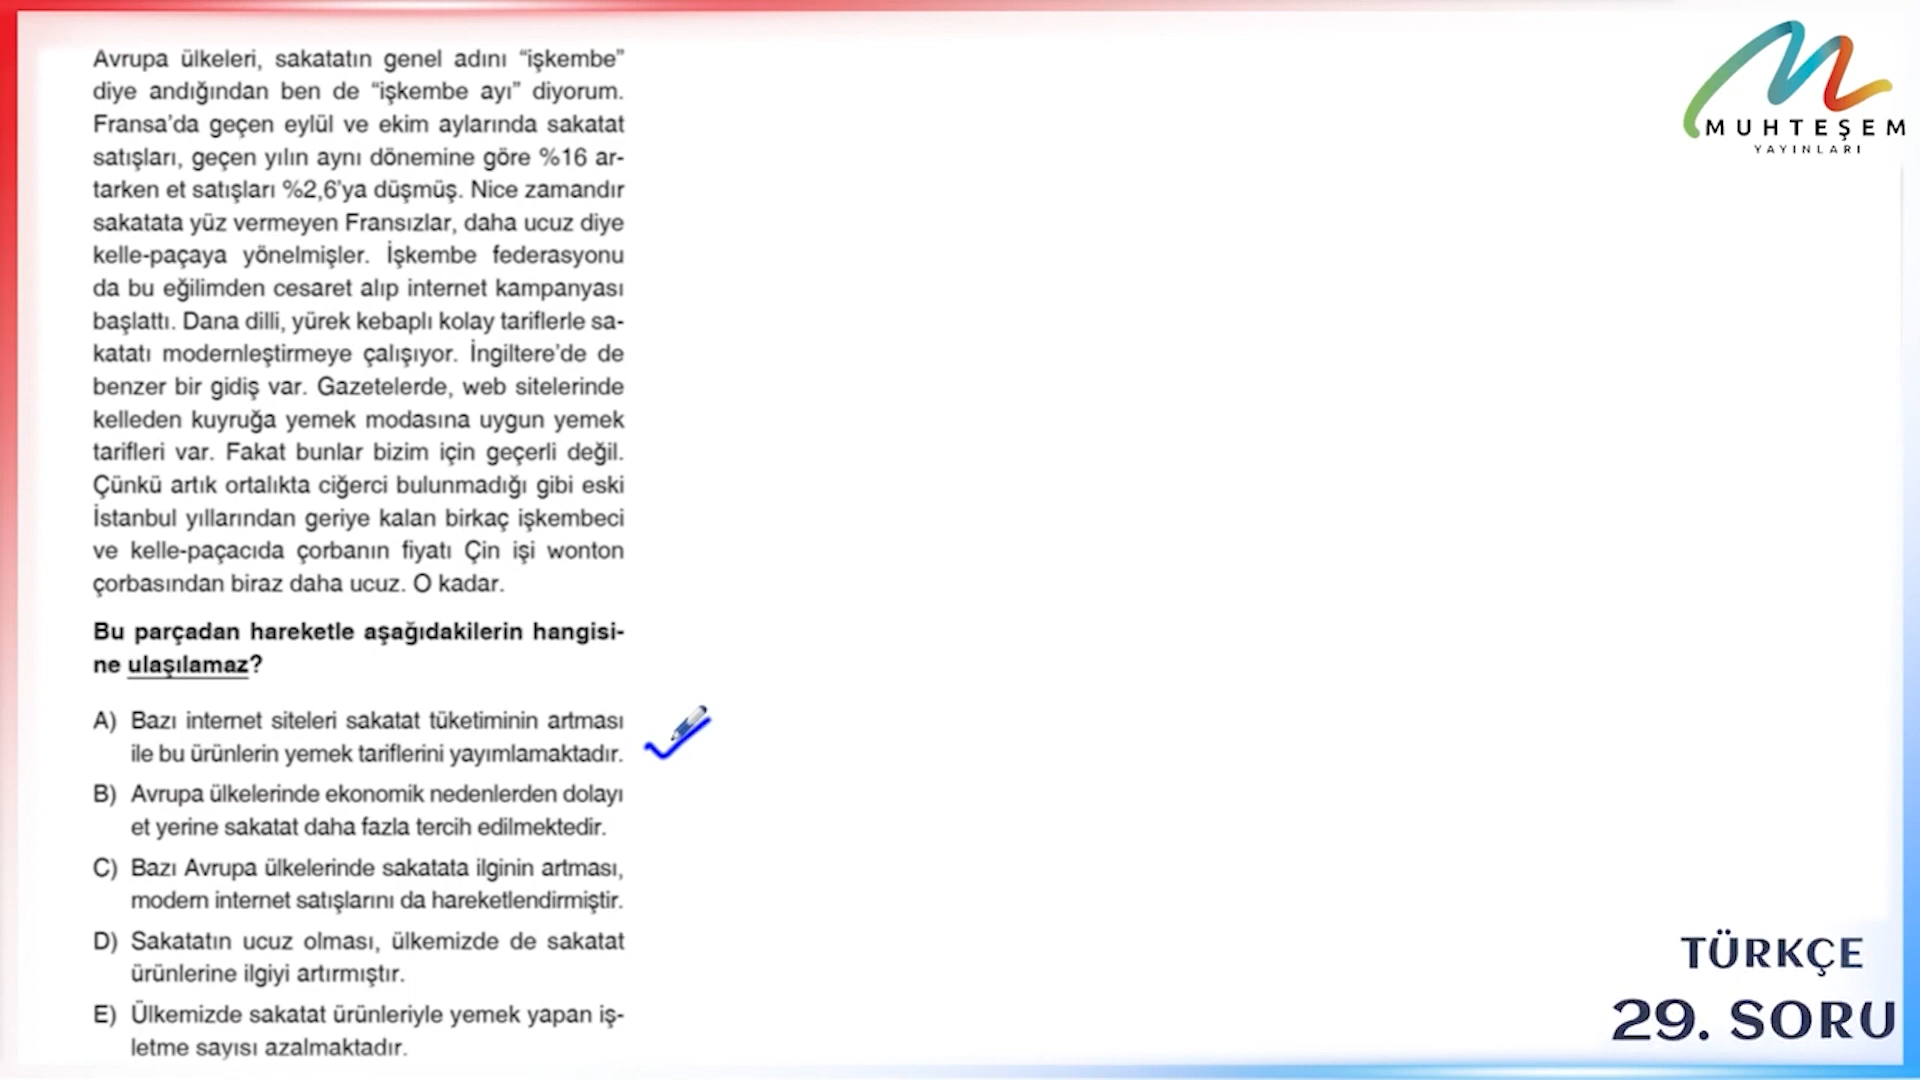 Avrupa ülkeleri, sakatatın genel adını “işkembe”
diye andığından ben de “işkembe ayı” diyorum.
Fransa’da geçen eylül ve ekim aylarında sakatat
satışları, geçen yılın aynı dönemine göre %16 ar-
tarken et satışları %2,6’ya düşmüş. Nice zamandır
sakatata yüz vermeyen Fransızlar, daha ucuz diye
kelle-paçaya yönelmişler. İşkembe federasyonu
da bu eğilimden cesaret alıp internet kampanyası
başlattı. Dana dilli, yürek kebaplı kolay tariflerle sa-
katatı modernleştirmeye çalışıyor. İngiltere’de de
benzer bir gidiş var. Gazetelerde, web sitelerinde
kelleden kuyruğa yemek modasına uygun yemek
tarifleri var. Fakat bunlar bizim için geçerli değil.
Çünkü artık ortalıkta ciğerci bulunmadığı gibi eski
İstanbul yıllarından geriye kalan birkaç işkembeci
ve kelle-paçacıda çorbanın fiyatı Çin işi wonton
çorbasından biraz daha ucuz. O kadar.
Bu parçadan hareketle aşağıdakilerin hangisi-
ne ulaşılamaz?
A) Bazı internet siteleri sakatat tüketiminin artması
ile bu ürünlerin yemek tariflerini yayımlamaktadır.
B) Avrupa ülkelerinde ekonomik nedenlerden dolayı
et yerine sakatat daha fazla tercih edilmektedir.
C) Bazı Avrupa ülkelerinde sakatata ilginin artması,
modern internet satışlarını da hareketlendirmiştir.
D) Sakatatın ucuz olması, ülkemizde de sakatat
ürünlerine ilgiyi artırmıştır.
E) Ülkemizde sakatat ürünleriyle yemek yapan iş-
letme sayısı azalmaktadır.
MUHTEŞEM
YAYINLARI
TÜRKÇE
29. SORU